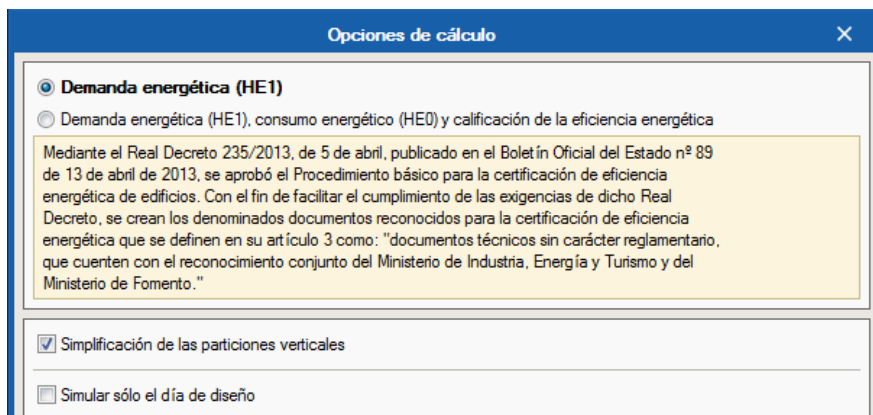 Opciones de cálculo
Demanda energética (HE1)
Demanda energética (HE1), consumo energético (HE0) y calificación de la eficiencia energética
Mediante el Real Decreto 235/2013, de 5 de abril, publicado en el Boletín Oficial del Estado nº 89
de 13 de abril de 2013, se aprobó el Procedimiento básico para la certificación de eficiencia
energética de edificios. Con el fin de facilitar el cumplimiento de las exigencias de dicho Real
Decreto, se crean los denominados documentos reconocidos para la certificación de eficiencia
energética que se definen en su artículo 3 como: "documentos técnicos sin carácter reglamentario,
que cuenten con el reconocimiento conjunto del Ministerio de Industria, Energía y Turismo y del
Ministerio de Fomento."
Simplificación de las particiones verticales
Simular sólo el día de diseño